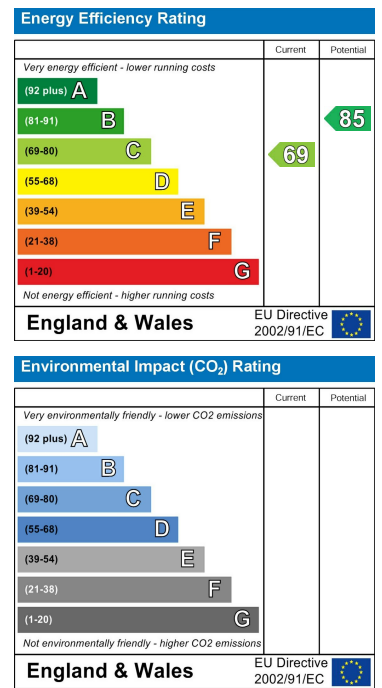 Energy Efficiency Rating
Current Potential
Very energy efficient - lower running costs
(92 plus) A
(81-91) B
85
(69-80) C
69
(55-68) D
(39-54) E
(21-38) F
(1-20) G
Not energy efficient - higher running costs
England & Wales
EU Directive
2002/91/EC
Environmental Impact (CO₂) Rating
Current Potential
Very environmentally friendly - lower CO2 emissions
(92 plus) A
(81-91) B
(69-80) C
(55-68) D
(39-54) E
(21-38) F
(1-20) G
Not environmentally friendly - higher CO2 emissions
England & Wales
EU Directive
2002/91/EC